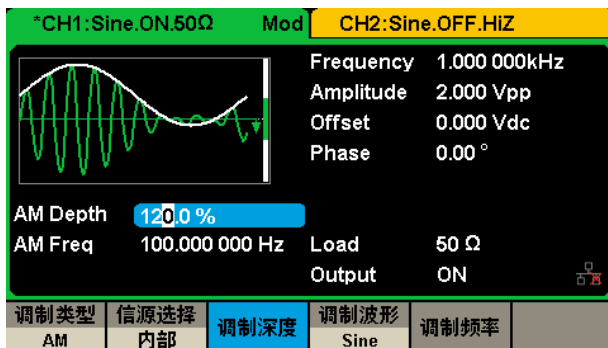 *CH1:Sine.ON.50Ω Mod CH2:Sine.OFF.HiZ
Frequency 1.000 000kHz
Amplitude 2.000 Vpp
Offset 0.000 Vdc
Phase 0.00 °
AM Depth 120.0 %
AM Freq 100.000 000 Hz Load 50 Ω
Output ON
调制类型 信源选择 调制深度 调制波形 调制频率
AM 内部 Sine